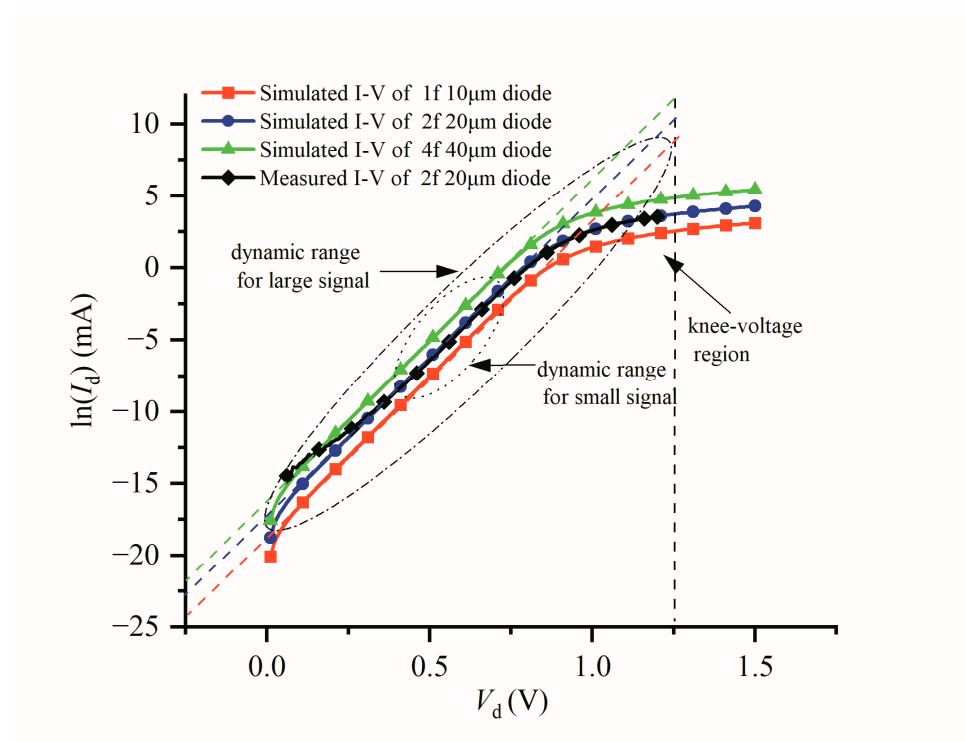 Simulated I-V of 1f 10μm diode
Simulated I-V of 2f 20μm diode
Simulated I-V of 4f 40μm diode
Measured I-V of 2f 20μm diode
10
5
0
−5
−10
−15
−20
−25
ln(Id) (mA)
dynamic range
for large signal
knee-voltage
region
dynamic range
for small signal
0.0
0.5
1.0
1.5
Vd (V)